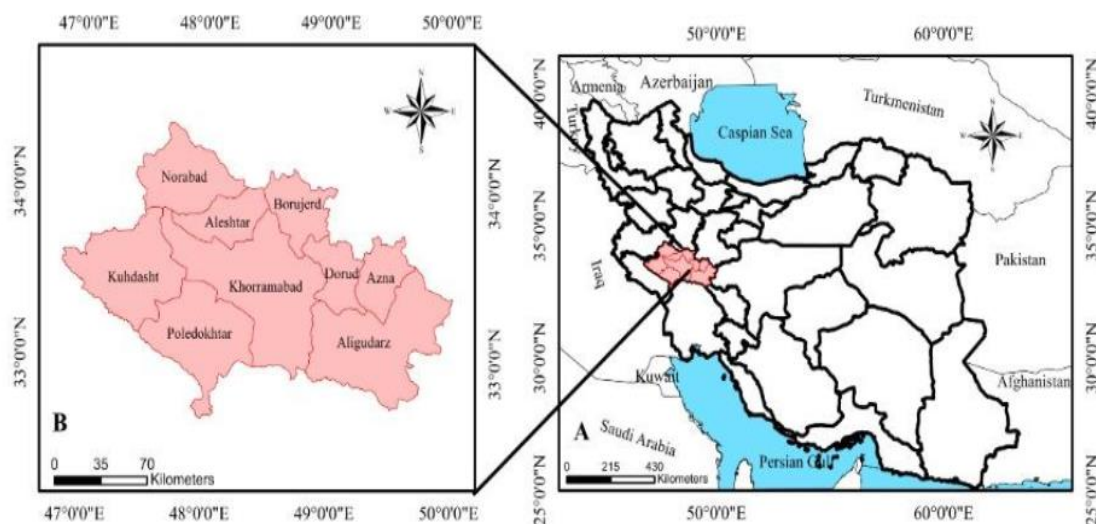 47°0'0"E 48°0'0"E 49°0'0"E 50°0'0"E
34°0'0"N
33°0'0"N
N
W E
S
Norabad
Borujerd
Aleshtar
Kuhdasht
Dorud
Azna
Khorramabad
Poledokhtar
Aligudarz
B
0 35 70
Kilometers
34°0'0"N
33°0'0"N
47°0'0"E 48°0'0"E 49°0'0"E 50°0'0"E
50°0'0"E 60°0'0"E
40°0'0"N
35°0'0"N
30°0'0"N
25°0'0"N
Armenia
Azerbaijan
Turkey
Caspian Sea
Turkmenistan
N
W E
S
Iraq
Pakistan
Kuwait
Afghanistan
Saudi Arabia
A
Persian Gulf
0 215 430
Kilometers
40°0'0"N
35°0'0"N
30°0'0"N
25°0'0"N
50°0'0"E 60°0'0"E